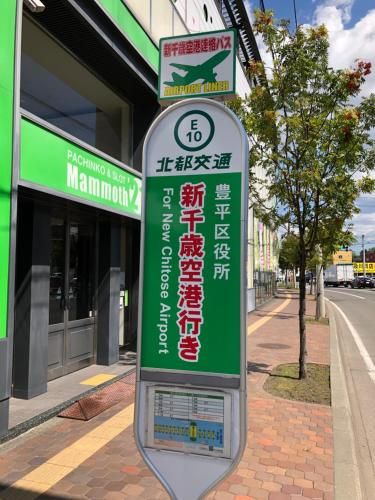 新千歳空港連絡バス
AIRPORT LINER
E
10
北都交通
豊平区役所
新千歳空港行き
For New Chitose Airport
PACHINKO & SLOT
Mammoth